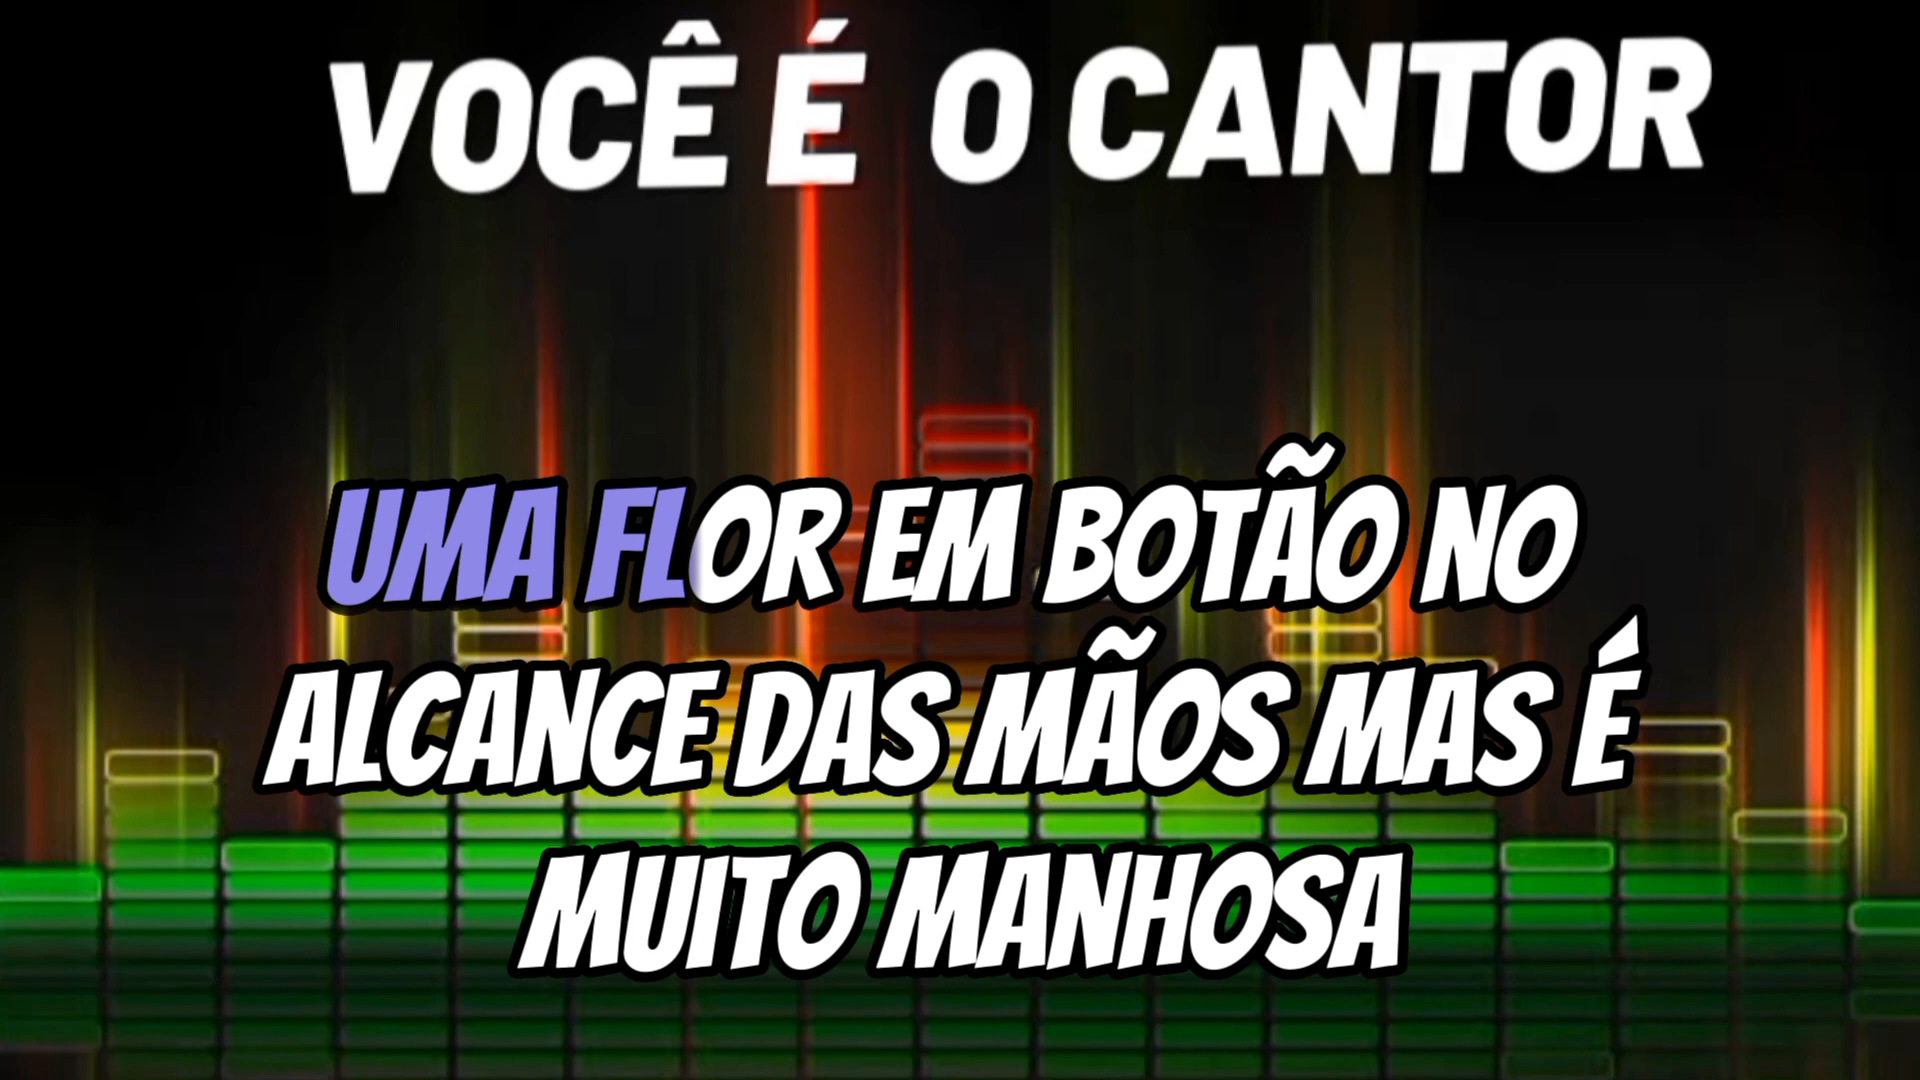 VOCÊ É O CANTOR
UMA FLOR EM BOTÃO NO
ALCANCE DAS MÃOS MAS É
MUITO MANHOSA